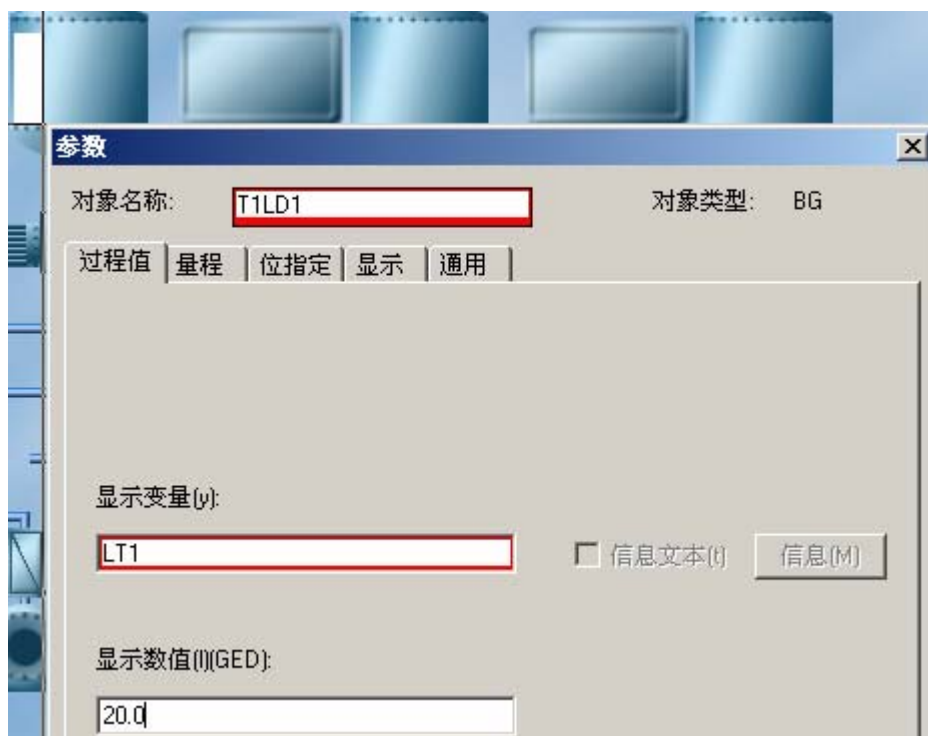 参数
对象名称: T1LD1 对象类型: BG
过程值 量程 位指定 显示 通用
显示变量(y):
LT1 信息文本(t) 信息(M)
显示数值(l)(GED):
20.0